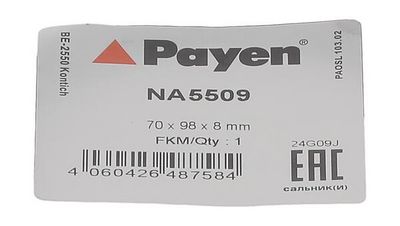 BE-2550 Kontich
Payen®
PAOSL 103.02
NA5509
70 x 98 x 8 mm
FKM/Qty : 1
24G09J
EAC
сальник(и)
4 060426 487584